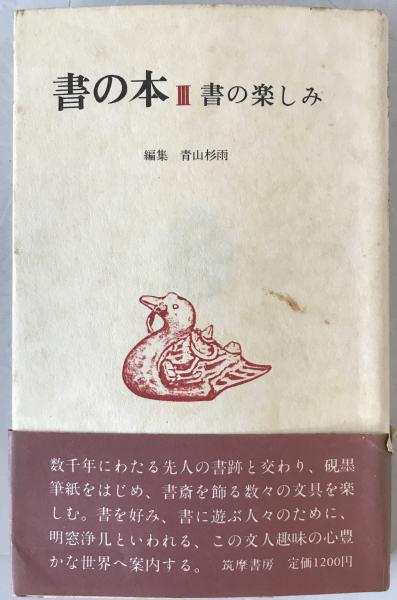 書の本 Ⅲ 書の楽しみ
編集 青山杉雨
数千年にわたる先人の書跡と交わり、硯墨
筆紙をはじめ、書斎を飾る数々の文具を楽
しむ。書を好み、書に遊ぶ人々のために、
明窓浄几といわれる、この文人趣味の心豊
かな世界へ案内する。 筑摩書房 定価1200円